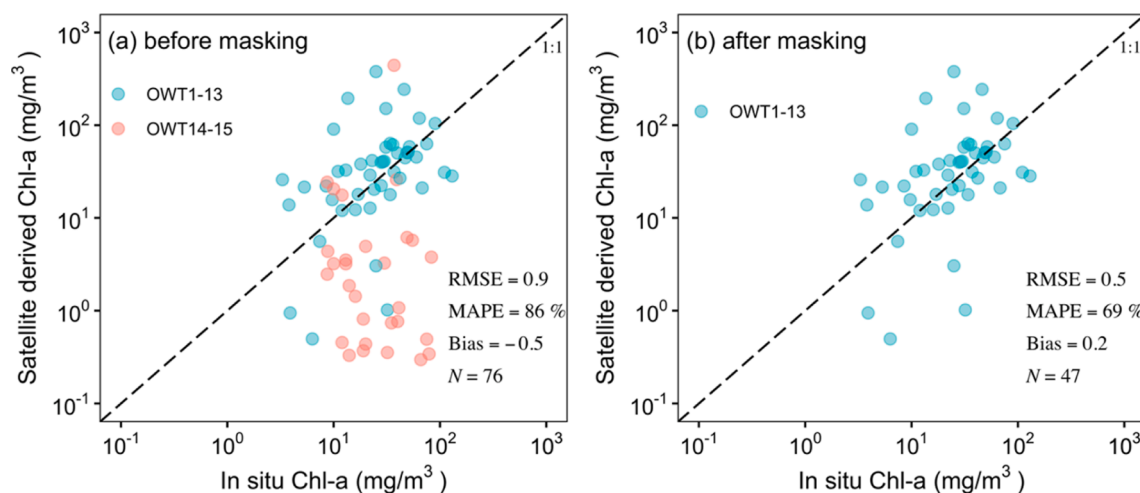 (a) before masking
1:1
OWT1-13
OWT14-15
RMSE = 0.9
MAPE = 86 %
Bias = −0.5
N = 76
Satellite derived Chl-a (mg/m³)
10³
10²
10¹
10⁰
10⁻¹
10⁻¹ 10⁰ 10¹ 10² 10³
In situ Chl-a (mg/m³)
(b) after masking
1:1
OWT1-13
RMSE = 0.5
MAPE = 69 %
Bias = 0.2
N = 47
Satellite derived Chl-a (mg/m³)
10³
10²
10¹
10⁰
10⁻¹
10⁻¹ 10⁰ 10¹ 10² 10³
In situ Chl-a (mg/m³)